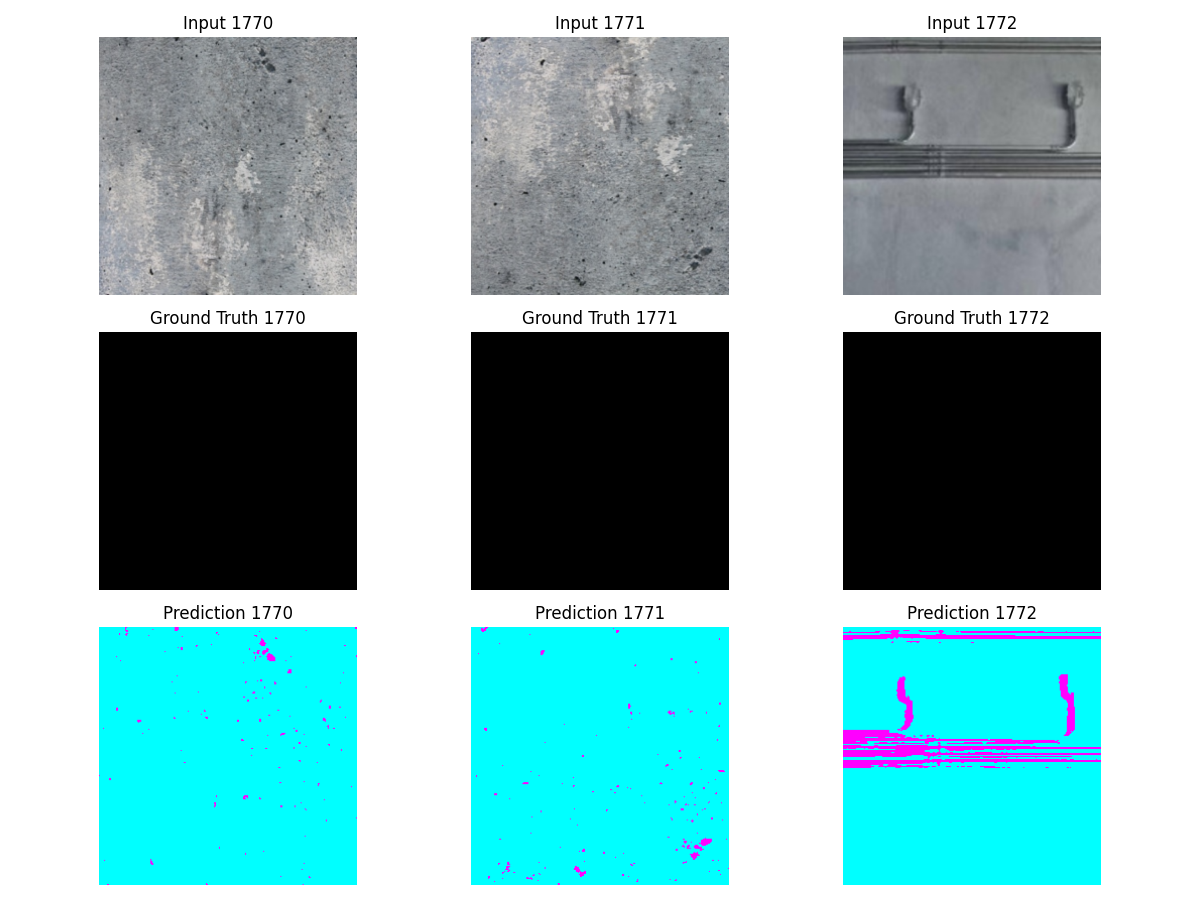 Input 1770
Input 1771
Input 1772
Ground Truth 1770
Ground Truth 1771
Ground Truth 1772
Prediction 1770
Prediction 1771
Prediction 1772